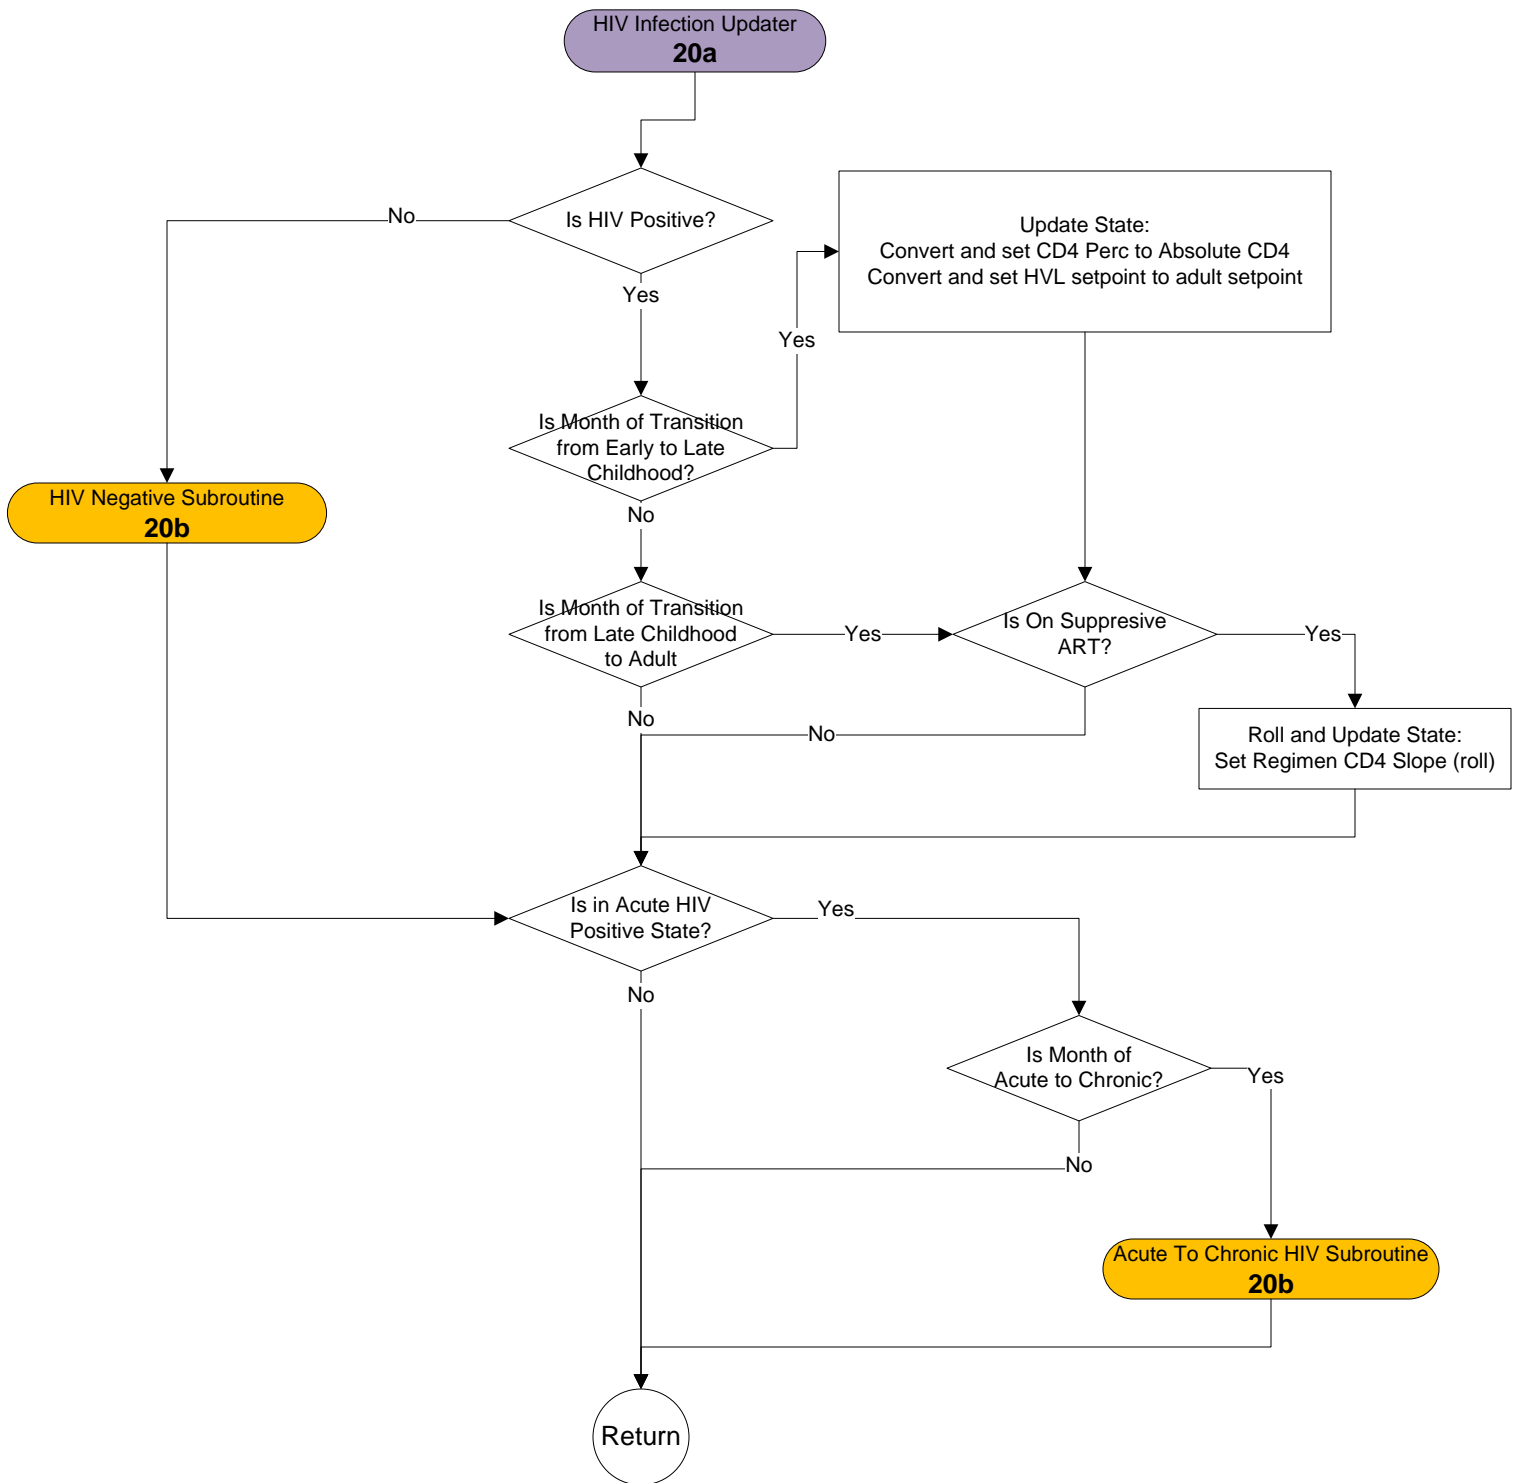 HIV Infection Updater
20a
Is HIV Positive?
No
Yes
Update State:
Convert and set CD4 Perc to Absolute CD4
Convert and set HVL setpoint to adult setpoint
Yes
Is Month of Transition
from Early to Late
Childhood?
No
HIV Negative Subroutine
20b
Is Month of Transition
from Late Childhood
to Adult
Yes
Is On Suppresive
ART?
Yes
No
No
Roll and Update State:
Set Regimen CD4 Slope (roll)
Is in Acute HIV
Positive State?
Yes
No
Is Month of
Acute to Chronic?
Yes
No
Acute To Chronic HIV Subroutine
20b
Return